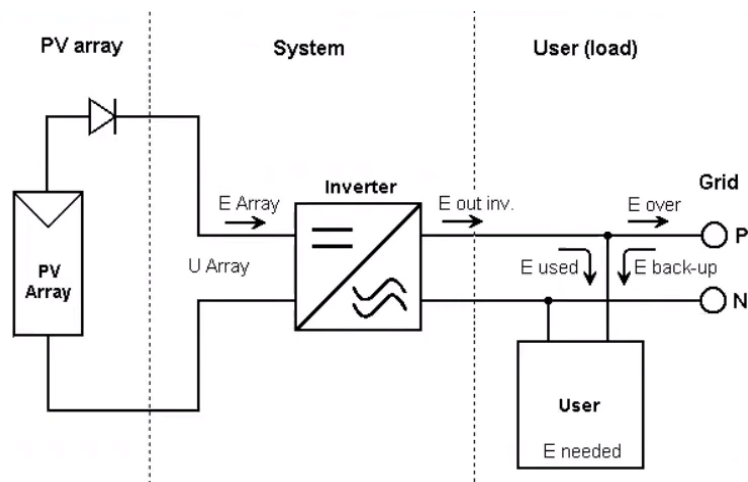 PV array
System
User (load)
E Array
Inverter
E out inv.
E over
Grid
P
U Array
E used
E back-up
PV
Array
N
User
E needed